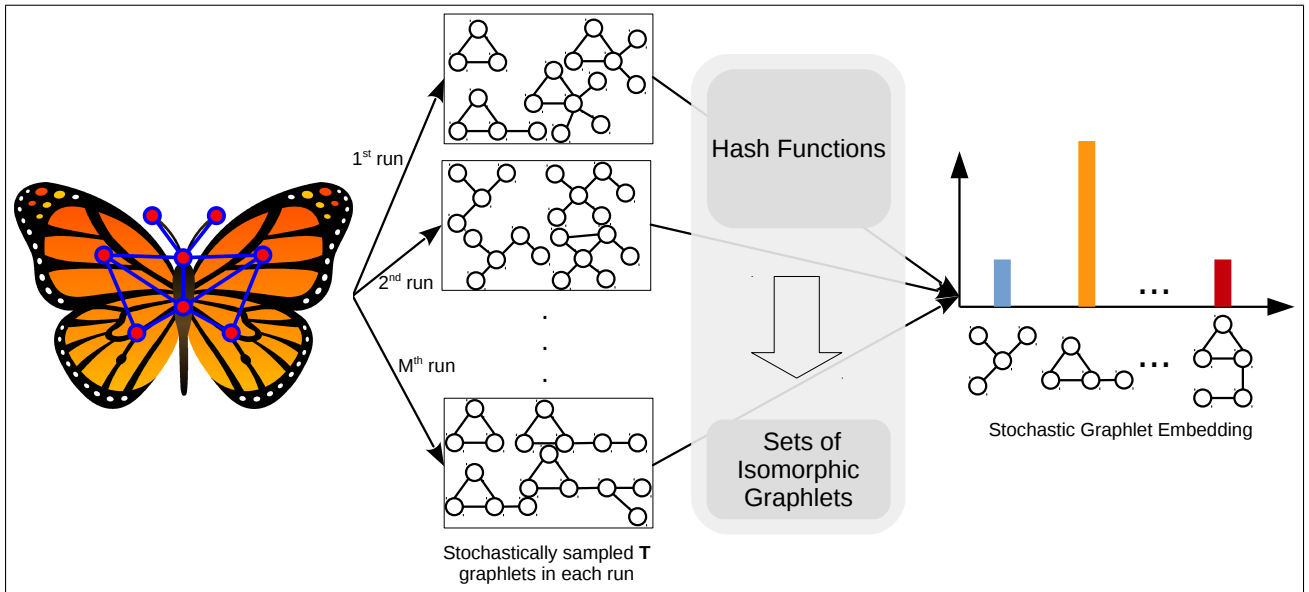 1st run
2nd run
Mth run
Stochastically sampled T
graphlets in each run
Hash Functions
Sets of
Isomorphic
Graphlets
...
...
Stochastic Graphlet Embedding